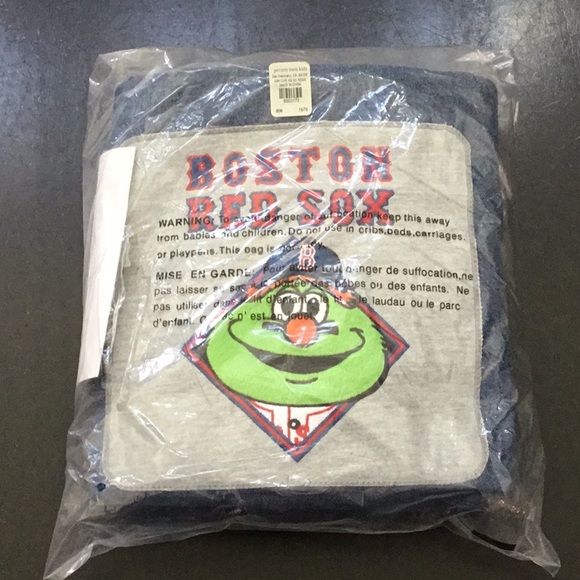 BOSTON
RED SOX
WARNING: To avoid danger of suffocation keep this away
from babies and children. Do not use in cribs, beds, carriages,
or playpens. This bag is not a toy.
B
MISE EN GARDE: Pour éviter tout danger de suffocation, ne
pas laisser ce sac à la portée des bébés ou des enfants. Ne
pas utiliser dans le lit d'enfant, le lit, le laudau ou le parc
d'enfant. Ce sac n'est en jouet.